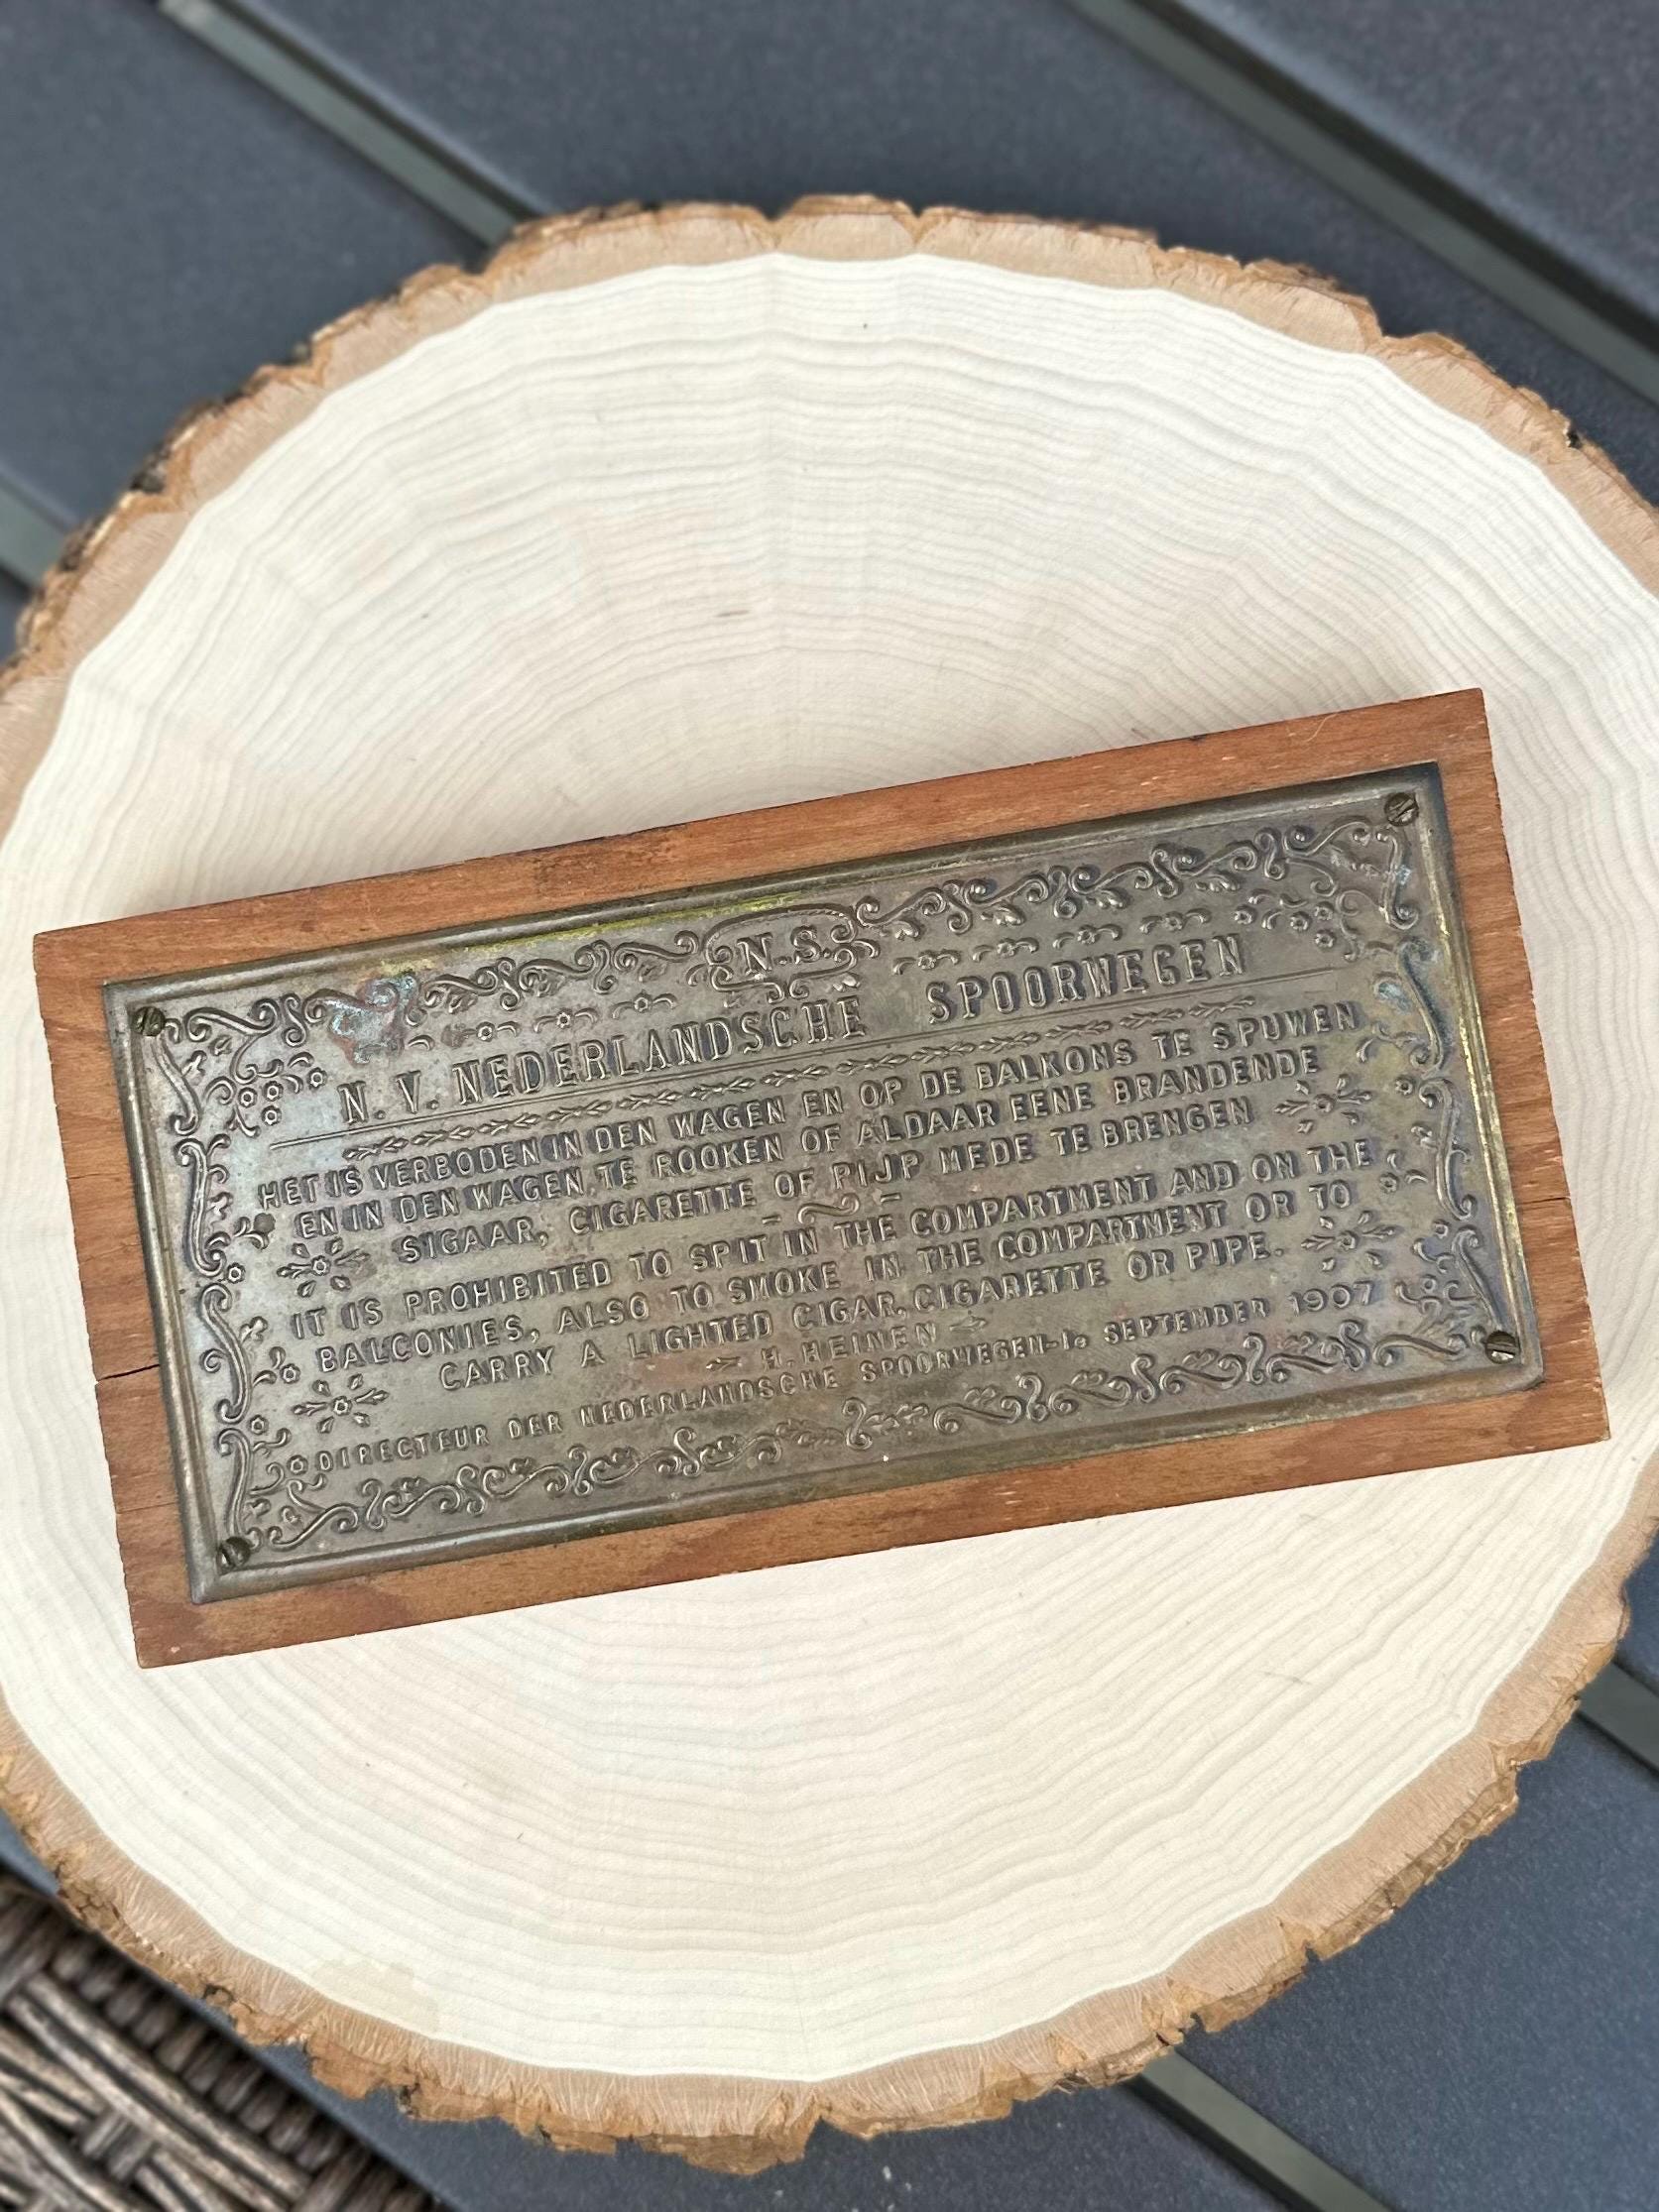 N.S.
N.V. NEDERLANDSCHE SPOORWEGEN
HET IS VERBODEN IN DEN WAGEN EN OP DE BALKONS TE SPUWEN
EN IN DEN WAGEN TE ROOKEN OF ALDAAR EENE BRANDENDE
SIGAAR, CIGARETTE OF PIJP MEDE TE BRENGEN
IT IS PROHIBITED TO SPIT IN THE COMPARTMENT AND ON THE
BALCONIES, ALSO TO SMOKE IN THE COMPARTMENT OR TO
CARRY A LIGHTED CIGAR, CIGARETTE OR PIPE.
H. HEINEN
DIRECTEUR DER NEDERLANDSCHE SPOORWEGEN-1. SEPTEMBER 1907